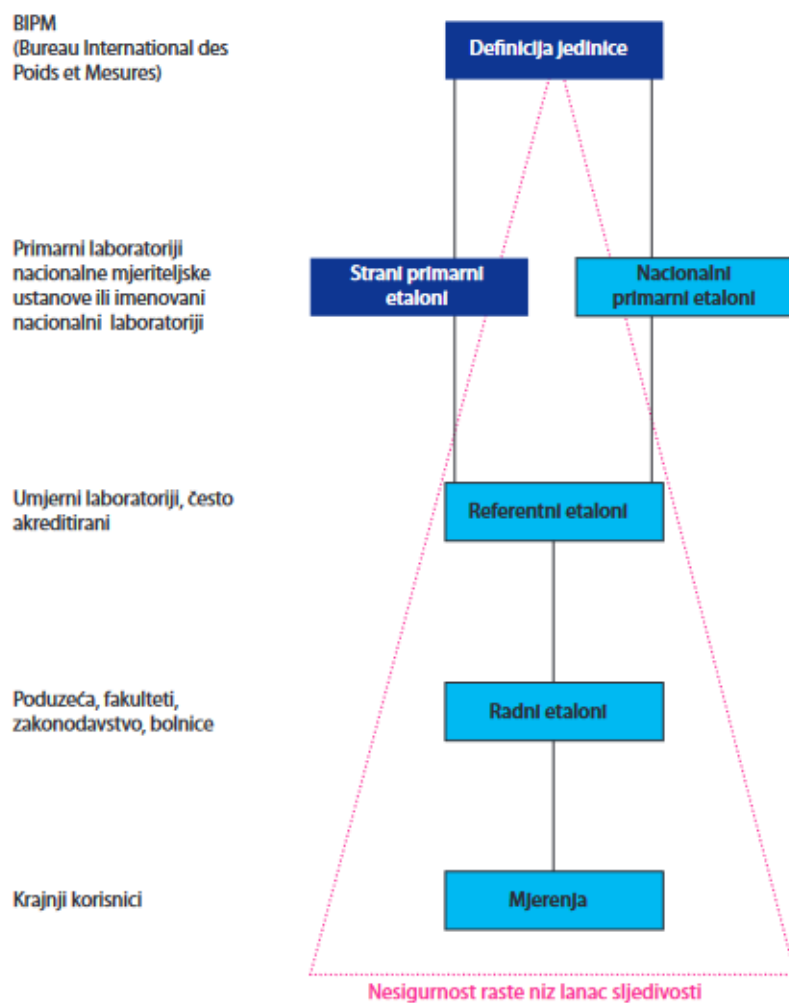 BIPM
(Bureau International des
Poids et Mesures)
Definicija jedinice
Primarni laboratoriji
nacionalne mjeriteljske
ustanove ili imenovani
nacionalni laboratoriji
Strani primarni
etaloni
Nacionalni
primarni etaloni
Umjerni laboratoriji, često
akreditirani
Referentni etaloni
Poduzeća, fakulteti,
zakonodavstvo, bolnice
Radni etaloni
Krajnji korisnici
Mjerenja
Nesigurnost raste niz lanac sljedivosti